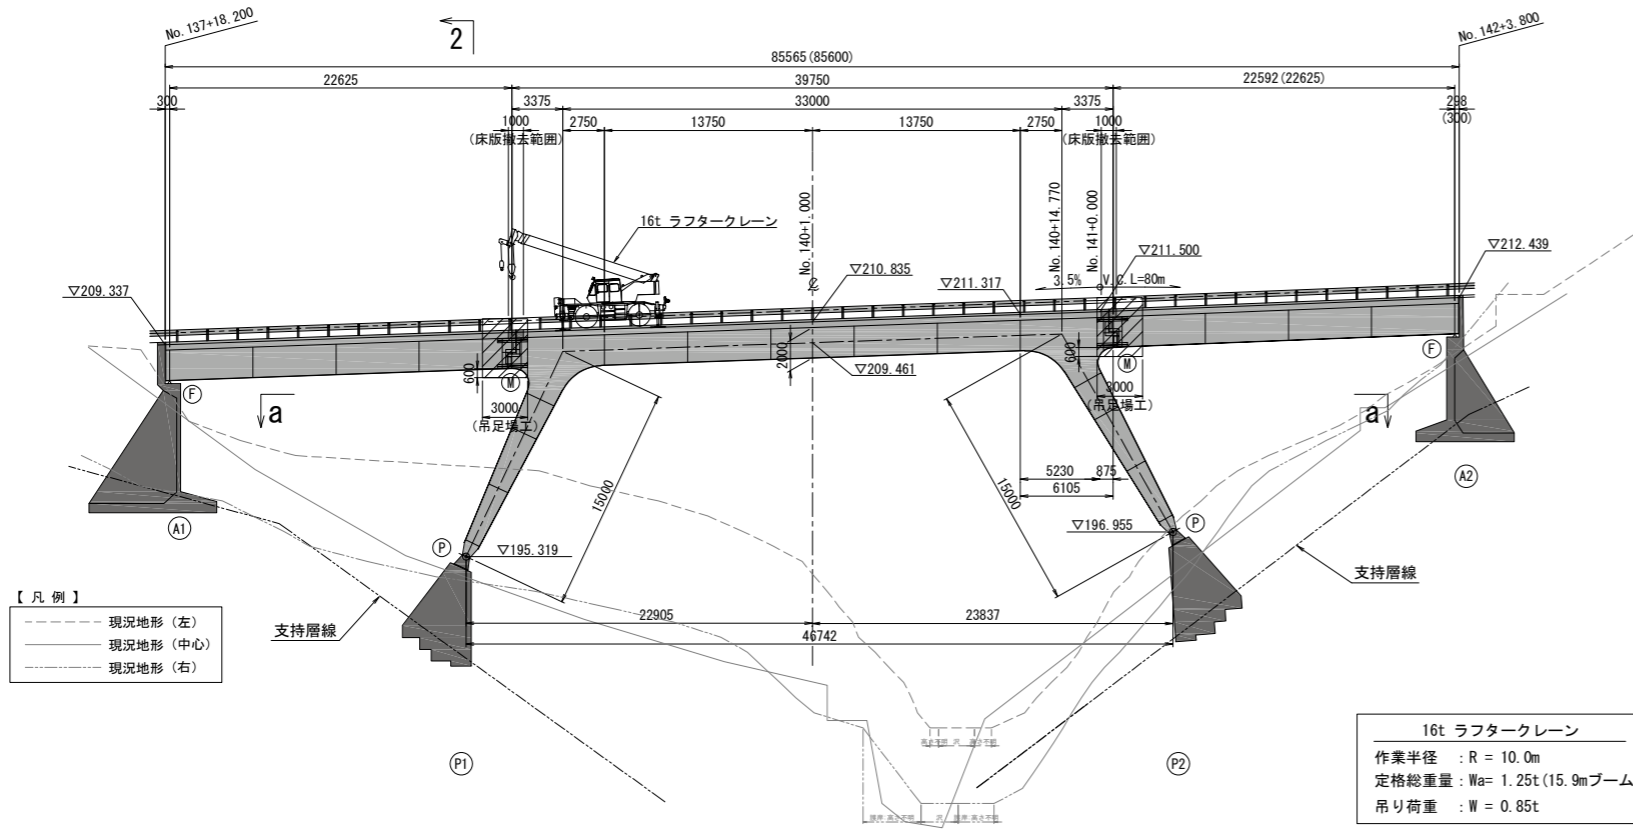 No.137+18.200
2
No.142+3.800
85565(85600)
22625
39750
22592(22625)
300
3375
33000
3375
298
(300)
1000
(床版撤去範囲)
2750
13750
13750
2750
1000
(床版撤去範囲)
16t ラフタークレーン
No.140+1.000
No.140+14.770
No.141+0.000
▽211.500
▽212.439
▽210.835
3.5%
V.C.L=80m
▽211.317
▽209.337
2000
600
600
▽209.461
F
M
M
F
a
3000
(吊足場工)
3000
(吊足場工)
a
15000
15000
5230
875
6105
A1
A2
P
▽195.319
▽196.955
P
支持層線
【 凡 例 】
現況地形（左）
現況地形（中心）
現況地形（右）
支持層線
22905
23837
46742
P1
P2
16t ラフタークレーン
作業半径 : R = 10.0m
定格総重量 : Wa= 1.25t(15.9mブーム
吊り荷重 : W = 0.85t